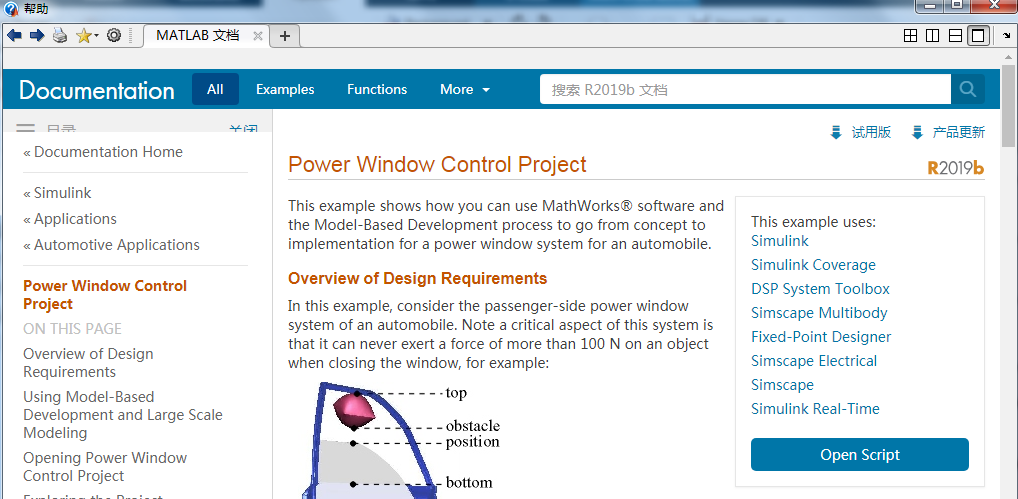 帮助
MATLAB 文档
Documentation
All
Examples
Functions
More
搜索 R2019b 文档
目录
关闭
试用版
产品更新
« Documentation Home
« Simulink
« Applications
« Automotive Applications
Power Window Control
Project
ON THIS PAGE
Overview of Design
Requirements
Using Model-Based
Development and Large Scale
Modeling
Opening Power Window
Control Project
Exploring the Project
Power Window Control Project
R2019b
This example shows how you can use MathWorks® software and
the Model-Based Development process to go from concept to
implementation for a power window system for an automobile.
Overview of Design Requirements
In this example, consider the passenger-side power window
system of an automobile. Note a critical aspect of this system is
that it can never exert a force of more than 100 N on an object
when closing the window, for example:
top
obstacle
position
bottom
This example uses:
Simulink
Simulink Coverage
DSP System Toolbox
Simscape Multibody
Fixed-Point Designer
Simscape Electrical
Simscape
Simulink Real-Time
Open Script